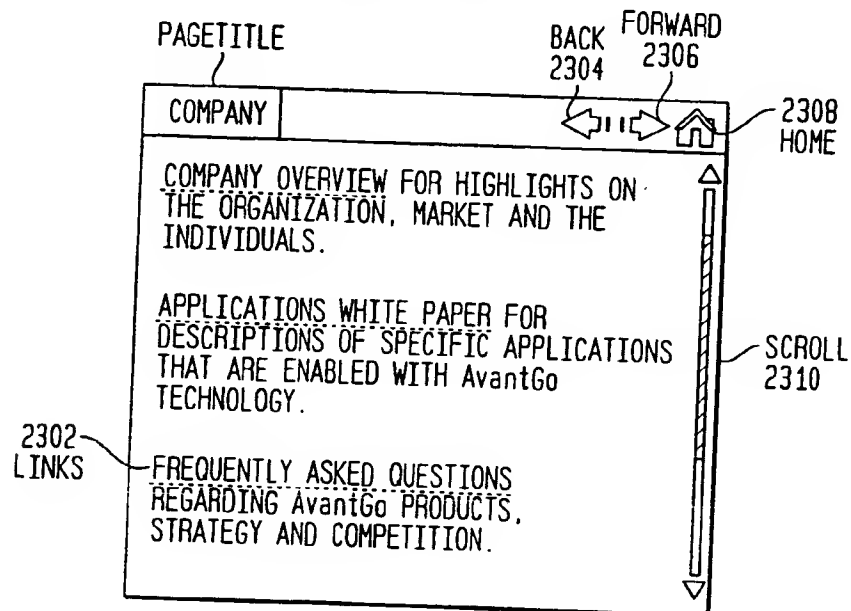 PAGETITLE
BACK
2304
FORWARD
2306
2308
HOME
COMPANY
COMPANY OVERVIEW FOR HIGHLIGHTS ON
THE ORGANIZATION, MARKET AND THE
INDIVIDUALS.
APPLICATIONS WHITE PAPER FOR
DESCRIPTIONS OF SPECIFIC APPLICATIONS
THAT ARE ENABLED WITH AvantGo
TECHNOLOGY.
SCROLL
2310
2302
LINKS
FREQUENTLY ASKED QUESTIONS
REGARDING AvantGo PRODUCTS,
STRATEGY AND COMPETITION.